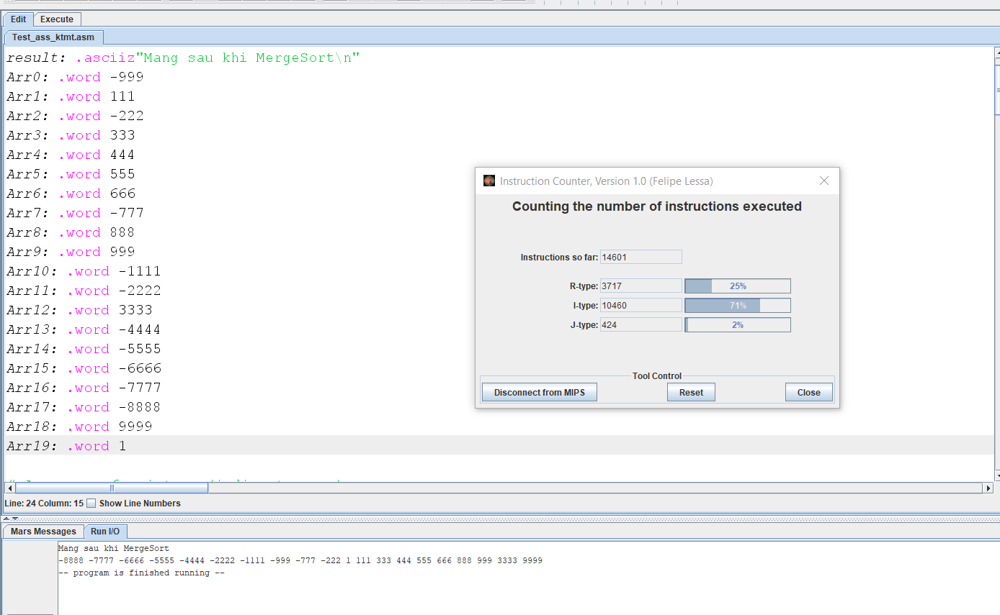 Edit Execute
Test_ass_ktmt.asm
result: .asciiz"Mang sau khi MergeSort\n"
Arr0: .word -999
Arr1: .word 111
Arr2: .word -222
Arr3: .word 333
Arr4: .word 444
Arr5: .word 555
Arr6: .word 666
Arr7: .word -777
Arr8: .word 888
Arr9: .word 999
Arr10: .word -1111
Arr11: .word -2222
Arr12: .word 3333
Arr13: .word -4444
Arr14: .word -5555
Arr15: .word -6666
Arr16: .word -7777
Arr17: .word -8888
Arr18: .word 9999
Arr19: .word 1
Line: 24 Column: 15 Show Line Numbers
Instruction Counter, Version 1.0 (Felipe Lessa)
Counting the number of instructions executed
Instructions so far: 14601
R-type: 3717 25%
I-type: 10460 71%
J-type: 424 2%
Tool Control
Disconnect from MIPS Reset Close
Mars Messages Run I/O
Mang sau khi MergeSort
-8888 -7777 -6666 -5555 -4444 -2222 -1111 -999 -777 -222 1 111 333 444 555 666 888 999 3333 9999
-- program is finished running --